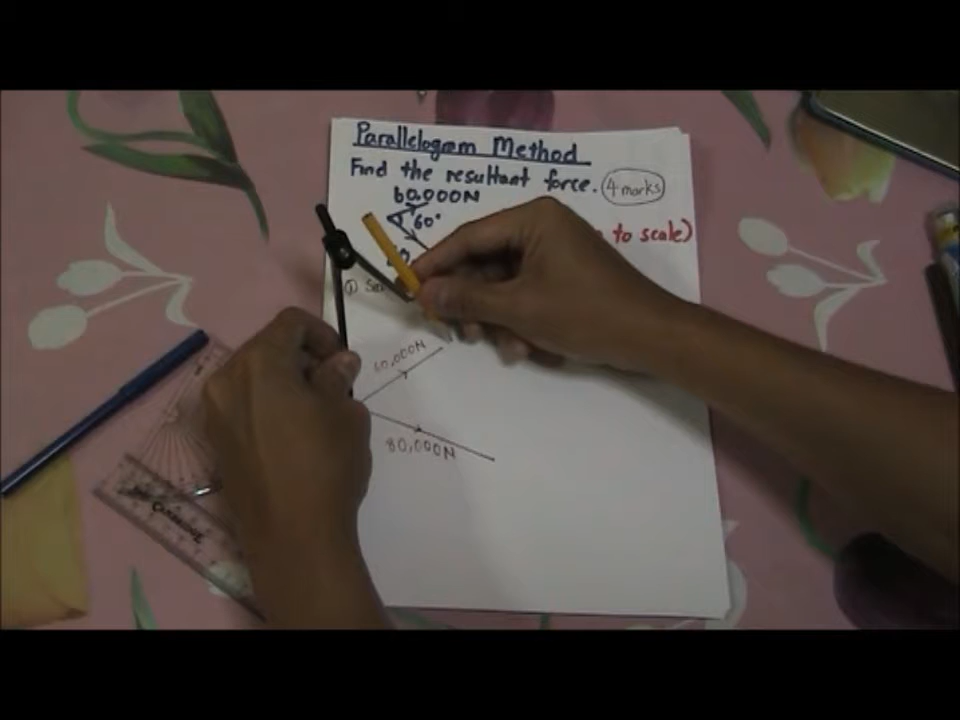 Parallelogram Method
Find the resultant force. 4 marks
60,000N
60°
to scale)
60,000N
80,000N